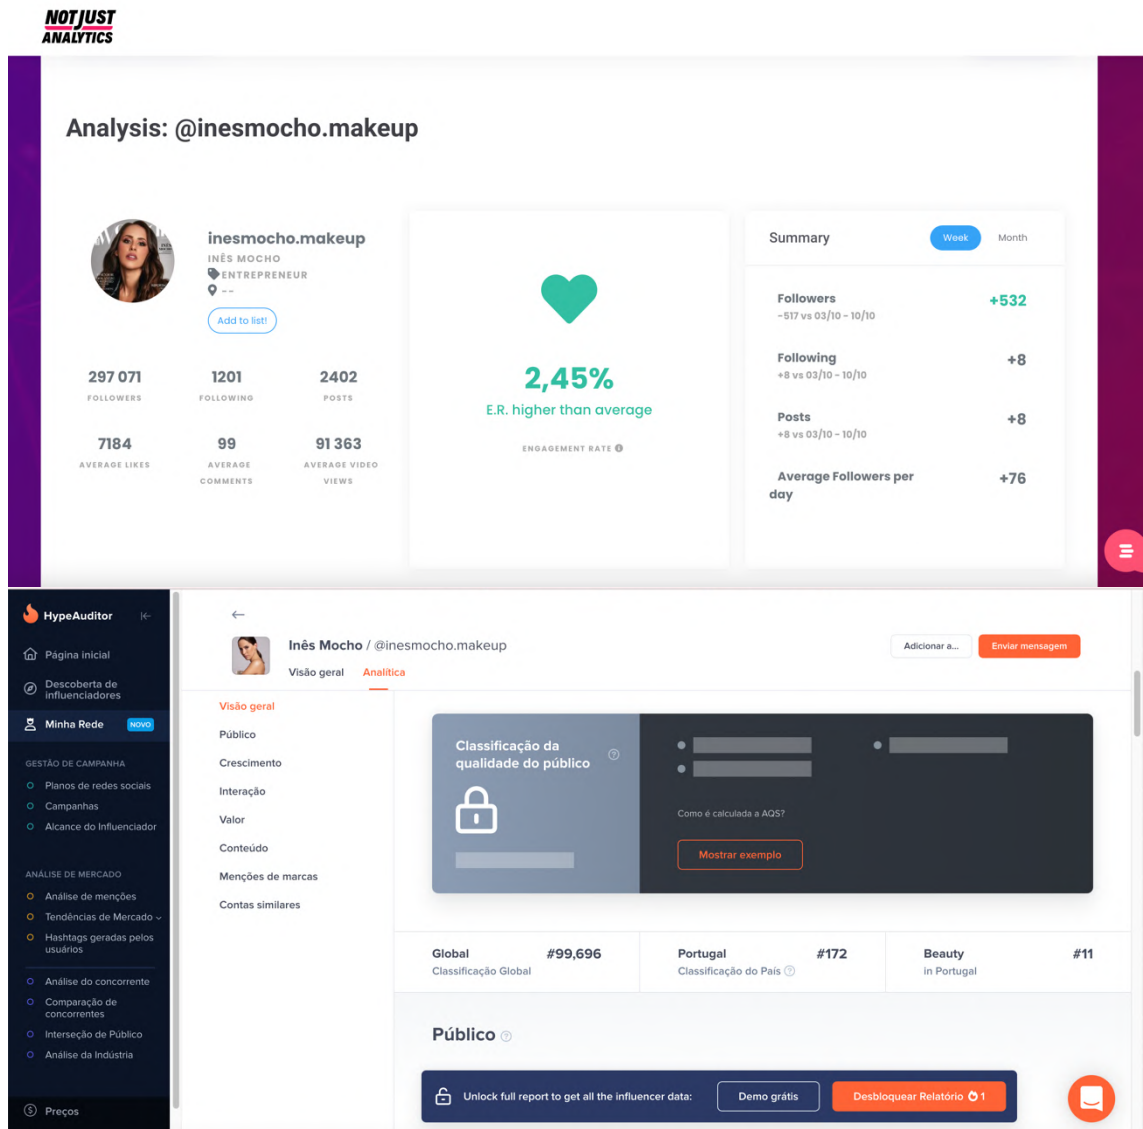 NOTJUST
ANALYTICS
Analysis: @inesmocho.makeup
inesmocho.makeup
INÊS MOCHO
ENTREPRENEUR
--
Add to list!
297 071
1201
2402
FOLLOWERS
FOLLOWING
POSTS
7184
99
91 363
AVERAGE LIKES
AVERAGE
COMMENTS
AVERAGE VIDEO
VIEWS
2,45%
E.R. higher than average
ENGAGEMENT RATE
Summary
Week
Month
Followers
+532
-517 vs 03/10 - 10/10
Following
+8
+8 vs 03/10 - 10/10
Posts
+8
+8 vs 03/10 - 10/10
Average Followers per
day
+76
HypeAuditor
Página inicial
Descoberta de
influenciadores
Minha Rede
NOVO
GESTÃO DE CAMPANHA
Planos de redes sociais
Campanhas
Alcance do Influenciador
ANÁLISE DE MERCADO
Análise de menções
Tendências de Mercado
Hashtags geradas pelos
usuários
Análise do concorrente
Comparação de
concorrentes
Interseção de Público
Análise da Indústria
Preços
Inês Mocho / @inesmocho.makeup
Visão geral
Analítica
Adicionar a...
Enviar mensagem
Visão geral
Público
Crescimento
Interação
Valor
Conteúdo
Menções de marcas
Contas similares
Classificação da
qualidade do público
Como é calculada a AQS?
Mostrar exemplo
Global
#99,696
Classificação Global
Portugal
#172
Classificação do País
Beauty
#11
in Portugal
Público
Unlock full report to get all the influencer data:
Demo grátis
Desbloquear Relatório 1